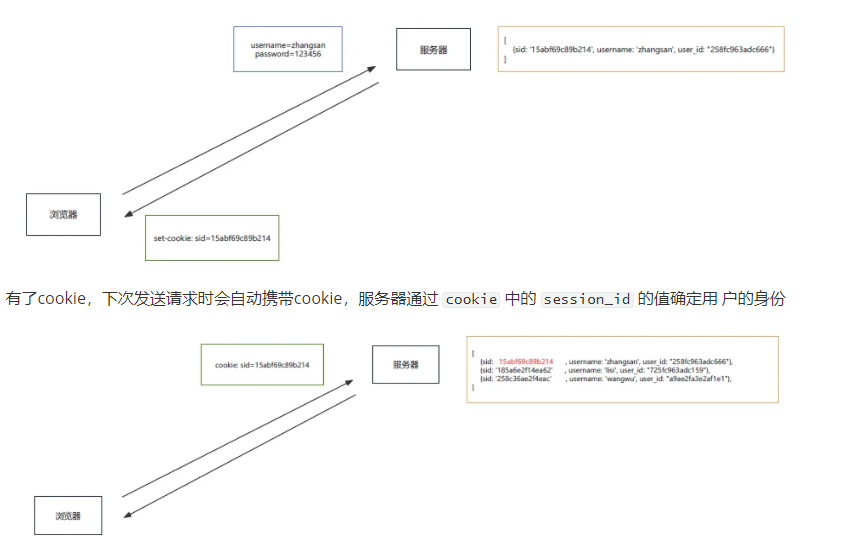 username=zhangsan
password=123456
服务器
[
{sid: '15abf69c89b214', username: 'zhangsan', user_id: "258fc963adc666"}
]
浏览器
set-cookie: sid=15abf69c89b214
有了cookie，下次发送请求时会自动携带cookie，服务器通过 cookie 中的 session_id 的值确定用 户的身份
cookie: sid=15abf69c89b214
服务器
[
{sid: 15abf69c89b214 , username: 'zhangsan', user_id: "258fc963adc666"},
{sid: '185a6e2f14ea62' , username: 'lisi', user_id: "725fc963adc159"},
{sid: '258c36ae2f4eac' , username: 'wangwu', user_id: "a9ae2fa3e2af1e1"},
]
浏览器